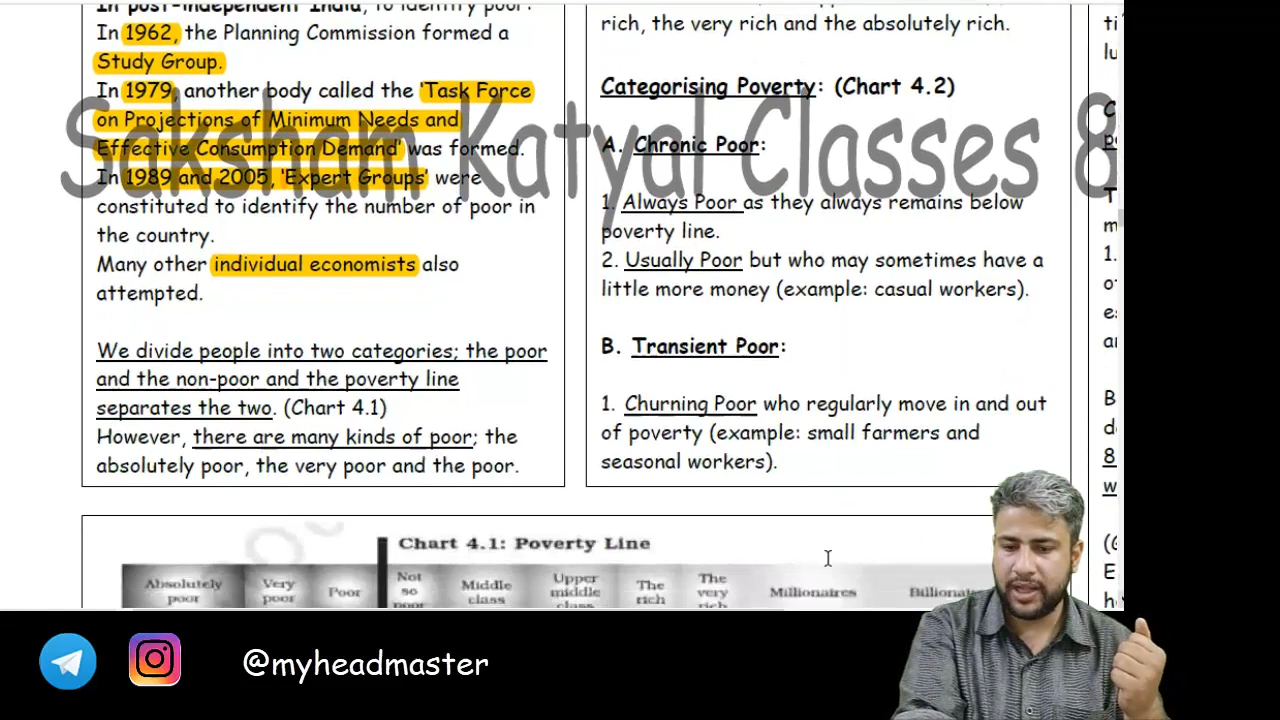 In post-independent India, to identify poor:
In 1962, the Planning Commission formed a
Study Group.
In 1979, another body called the 'Task Force
on Projections of Minimum Needs and
Effective Consumption Demand' was formed.
In 1989 and 2005, 'Expert Groups' were
constituted to identify the number of poor in
the country.
Many other individual economists also
attempted.
We divide people into two categories; the poor
and the non-poor and the poverty line
separates the two. (Chart 4.1)
However, there are many kinds of poor; the
absolutely poor, the very poor and the poor.
rich, the very rich and the absolutely rich.
Categorising Poverty: (Chart 4.2)
A. Chronic Poor:
1. Always Poor as they always remains below
poverty line.
2. Usually Poor but who may sometimes have a
little more money (example: casual workers).
B. Transient Poor:
1. Churning Poor who regularly move in and out
of poverty (example: small farmers and
seasonal workers).
Saksham Katyal Classes 8
Chart 4.1: Poverty Line
Absolutely poor
Very poor
Poor
Not so poor
Middle class
Upper middle class
The rich
The very rich
Millionaires
@myheadmaster